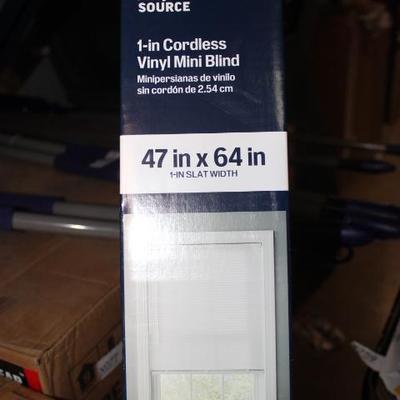 SOURCE
1-in Cordless
Vinyl Mini Blind
Minipersianas de vinilo
sin cordón de 2.54 cm
47 in x 64 in
1-IN SLAT WIDTH